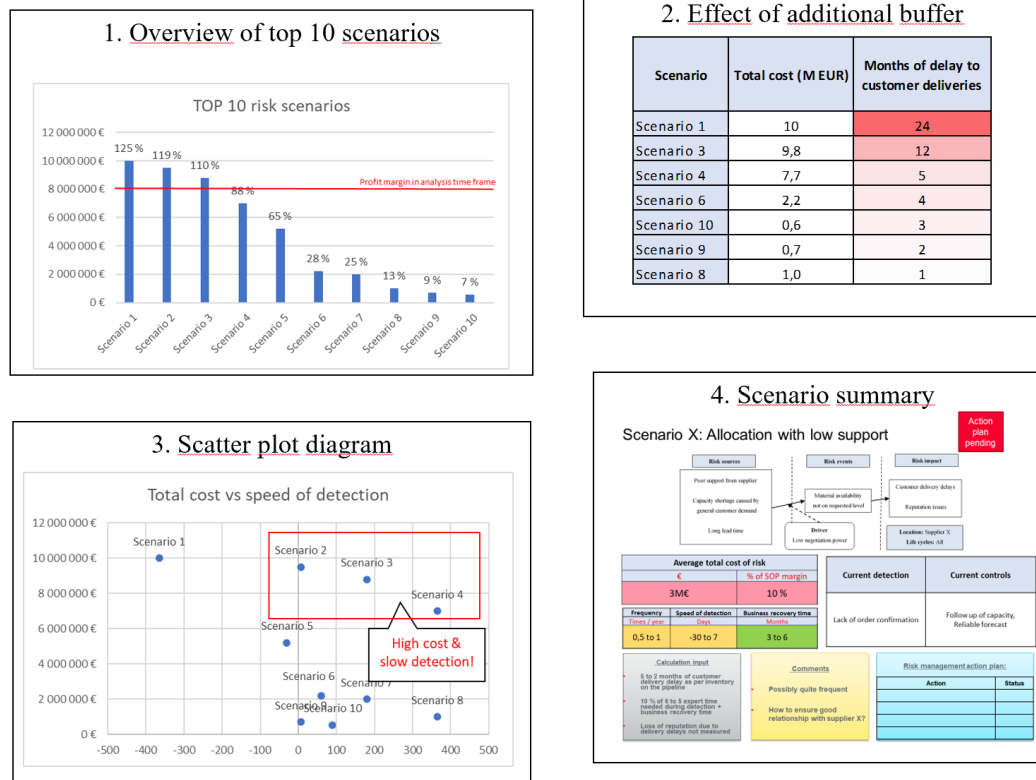 1. Overview of top 10 scenarios
TOP 10 risk scenarios
12 000 000 €
10 000 000 €
8 000 000 €
6 000 000 €
4 000 000 €
2 000 000 €
0 €
125 %
119 %
110 %
88 %
65 %
28 %
25 %
13 %
9 %
7 %
Profit margin in analysis time frame
Scenario 1
Scenario 2
Scenario 3
Scenario 4
Scenario 5
Scenario 6
Scenario 7
Scenario 8
Scenario 9
Scenario 10
2. Effect of additional buffer
Scenario Total cost (M EUR) Months of delay to
customer deliveries
Scenario 1 10 24
Scenario 3 9,8 12
Scenario 4 7,7 5
Scenario 6 2,2 4
Scenario 10 0,6 3
Scenario 9 0,7 2
Scenario 8 1,0 1
3. Scatter plot diagram
Total cost vs speed of detection
12 000 000 €
10 000 000 €
8 000 000 €
6 000 000 €
4 000 000 €
2 000 000 €
0 €
Scenario 1
Scenario 2
Scenario 3
Scenario 4
Scenario 5
High cost &
slow detection!
Scenario 6
Scenario 7
Scenario 8
Scenario 9
Scenario 10
-500 -400 -300 -200 -100 0 100 200 300 400 500
4. Scenario summary
Scenario X: Allocation with low support
Action
plan
pending
Risk sources
Poor support from supplier
Capacity shortage caused by
general customer demand
Long lead time
Risk events
Material availability
not on requested level
Driver
Low negotiation power
Risk impact
Customer delivery delays
Reputation issues
Location: Supplier X
Life cycles: All
Average total cost of risk
€ % of SOP margin
3M€ 10 %
Frequency Speed of detection Business recovery time
Times / year Days Months
0,5 to 1 -30 to 7 3 to 6
Current detection Current controls
Lack of order confirmation
Follow up of capacity,
Reliable forecast
Calculation input
5 to 2 months of customer
delivery delay as per inventory
on the pipeline
10 % of 6 to 5 expert time
needed during detection +
business recovery time
Loss of reputation due to
delivery delays not measured
Comments
Possibly quite frequent
How to ensure good
relationship with supplier X?
Risk management action plan:
Action Status